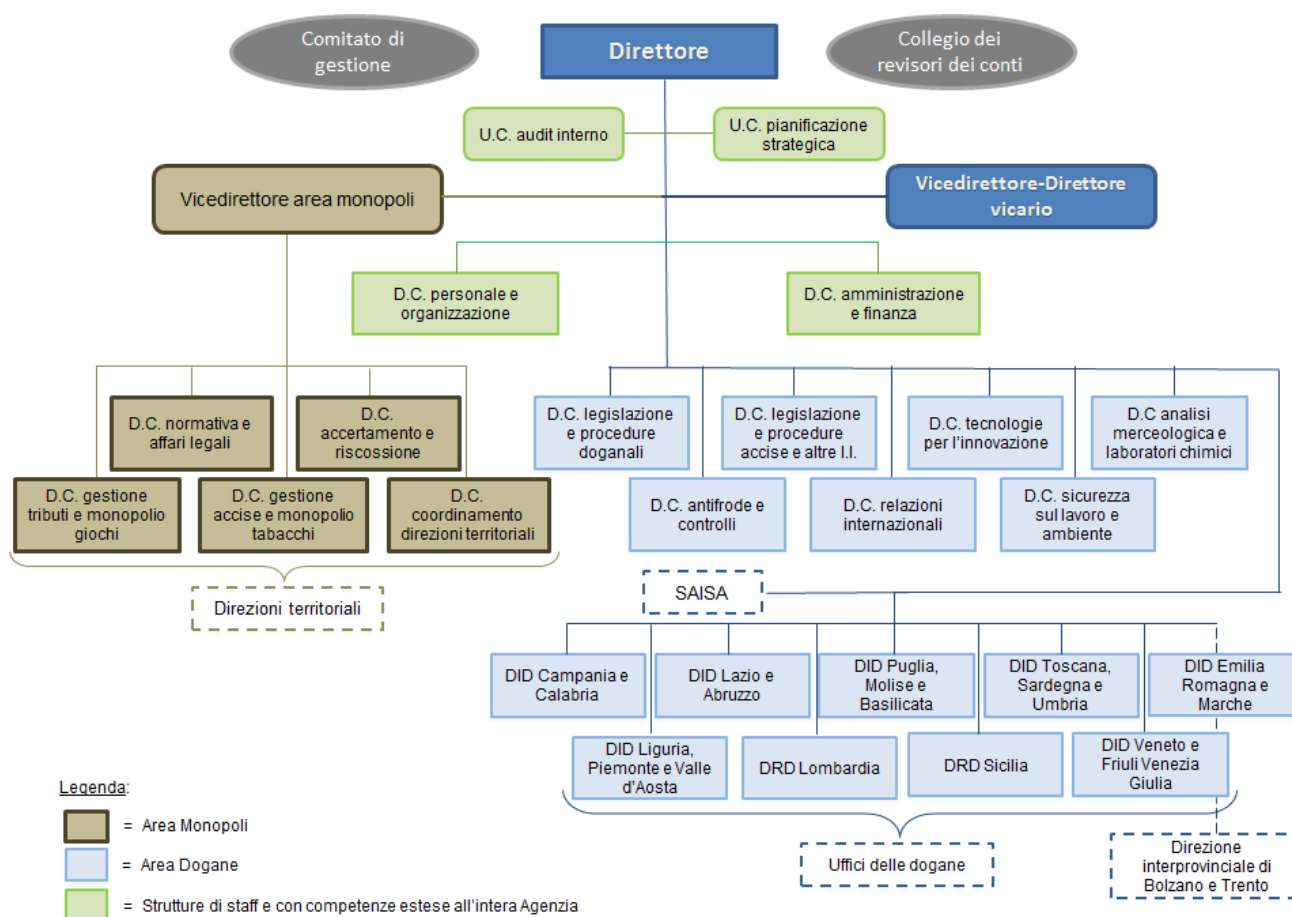 Comitato di
gestione
Direttore
Collegio dei
revisori dei conti
U.C. audit interno
U.C. pianificazione
strategica
Vicedirettore area monopoli
Vicedirettore-Direttore
vicario
D.C. personale e
organizzazione
D.C. amministrazione
e finanza
D.C. normativa e
affari legali
D.C.
accertamento e
riscossione
D.C. gestione
tributi e monopolio
giochi
D.C. gestione
accise e monopolio
tabacchi
D.C.
coordinamento
direzioni territoriali
Direzioni territoriali
D.C. legislazione
e procedure
doganali
D.C. legislazione
e procedure
accise e altre I.I.
D.C. tecnologie
per l'innovazione
D.C analisi
merceologica e
laboratori chimici
D.C. antifrode e
controlli
D.C. relazioni
internazionali
D.C. sicurezza
sul lavoro e
ambiente
SAISA
DID Campania e
Calabria
DID Lazio e
Abruzzo
DID Puglia,
Molise e
Basilicata
DID Toscana,
Sardegna e
Umbria
DID Emilia
Romagna e
Marche
DID Liguria,
Piemonte e Valle
d'Aosta
DRD Lombardia
DRD Sicilia
DID Veneto e
Friuli Venezia
Giulia
Uffici delle dogane
Direzione
interprovinciale di
Bolzano e Trento
Legenda:
= Area Monopoli
= Area Dogane
= Strutture di staff e con competenze estese all'intera Agenzia